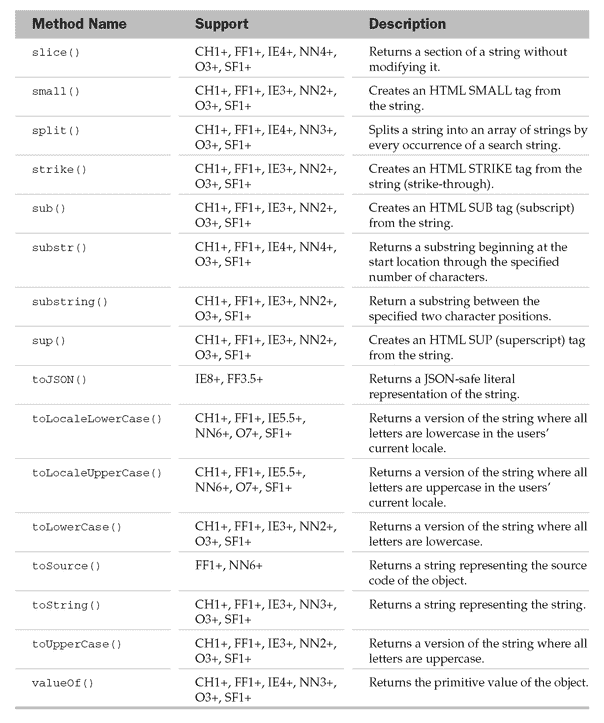 Method Name Support Description
slice() CH1+, FF1+, IE4+, NN4+, Returns a section of a string without
O3+, SF1+ modifying it.
small() CH1+, FF1+, IE3+, NN2+, Creates an HTML SMALL tag from
O3+, SF1+ the string.
split() CH1+, FF1+, IE4+, NN3+, Splits a string into an array of strings by
O3+, SF1+ every occurrence of a search string.
strike() CH1+, FF1+, IE3+, NN2+, Creates an HTML STRIKE tag from the
O3+, SF1+ string (strike-through).
sub() CH1+, FF1+, IE3+, NN2+, Creates an HTML SUB tag (subscript)
O3+, SF1+ from the string.
substr() CH1+, FF1+, IE4+, NN4+, Returns a substring beginning at the
O3+, SF1+ start location through the specified
number of characters.
substring() CH1+, FF1+, IE3+, NN2+, Return a substring between the
O3+, SF1+ specified two character positions.
sup() CH1+, FF1+, IE3+, NN2+, Creates an HTML SUP (superscript) tag
O3+, SF1+ from the string.
toJSON() IE8+, FF3.5+ Returns a JSON-safe literal
representation of the string.
toLocaleLowerCase() CH1+, FF1+, IE5.5+, Returns a version of the string where all
NN6+, O7+, SF1+ letters are lowercase in the users'
current locale.
toLocaleUpperCase() CH1+, FF1+, IE5.5+, Returns a version of the string where all
NN6+, O7+, SF1+ letters are uppercase in the users'
current locale.
toLowerCase() CH1+, FF1+, IE3+, NN2+, Returns a version of the string where all
O3+, SF1+ letters are lowercase.
toSource() FF1+, NN6+ Returns a string representing the source
code of the object.
toString() CH1+, FF1+, IE3+, NN3+, Returns a string representing the string.
O3+, SF1+
toUpperCase() CH1+, FF1+, IE3+, NN2+, Returns a version of the string where all
O3+, SF1+ letters are uppercase.
valueOf() CH1+, FF1+, IE4+, NN3+, Returns the primitive value of the object.
O3+, SF1+